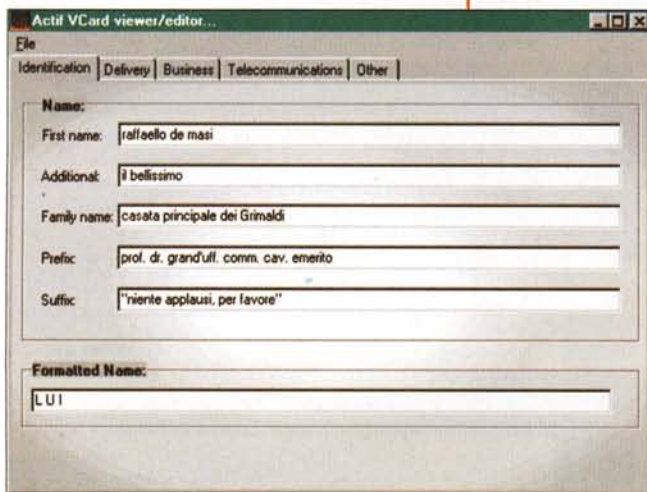 Actif VCard viewer/editor...
File
Identification Delivery Business Telecommunications Other
Name:
First name: raffaello de masi
Additional: il bellissimo
Family name: casata principale dei Grimaldi
Prefix: prof. dr. grand'uff. comm. cav. emerito
Suffix: "niente applausi, per favore"
Formatted Name:
L U I